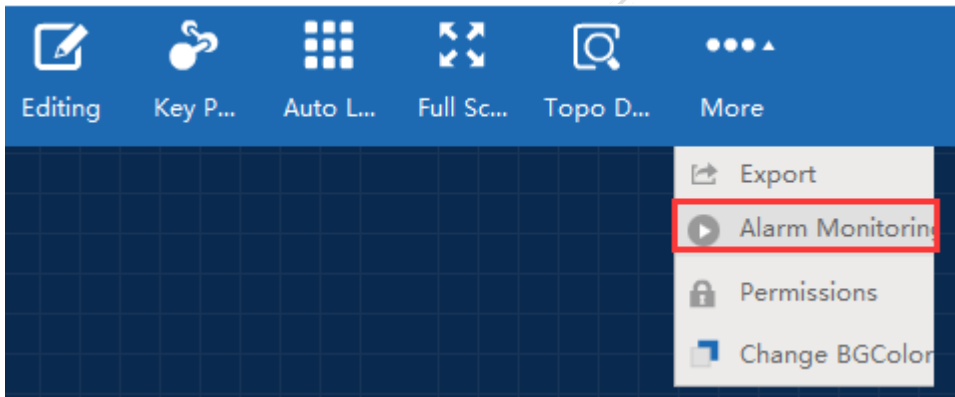 Editing Key P... Auto L... Full Sc... Topo D... More
Export
Alarm Monitoring
Permissions
Change BGColor